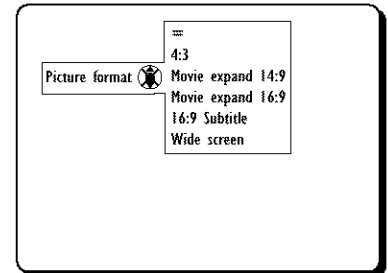 4:3
Picture format
Movie expand 14:9
Movie expand 16:9
16:9 Subtitle
Wide screen